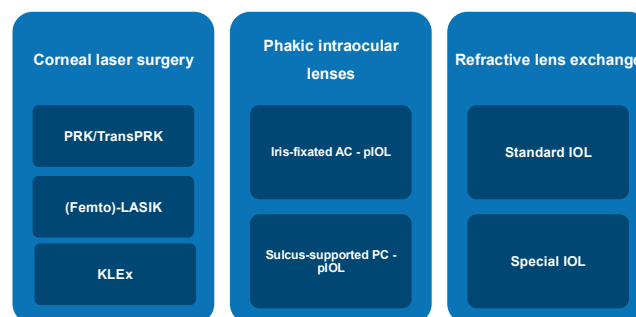 Corneal laser surgery
PRK/TransPRK
(Femto)-LASIK
KLEx
Phakic intraocular
lenses
Iris-fixated AC - pIOL
Sulcus-supported PC -
pIOL
Refractive lens exchange
Standard IOL
Special IOL